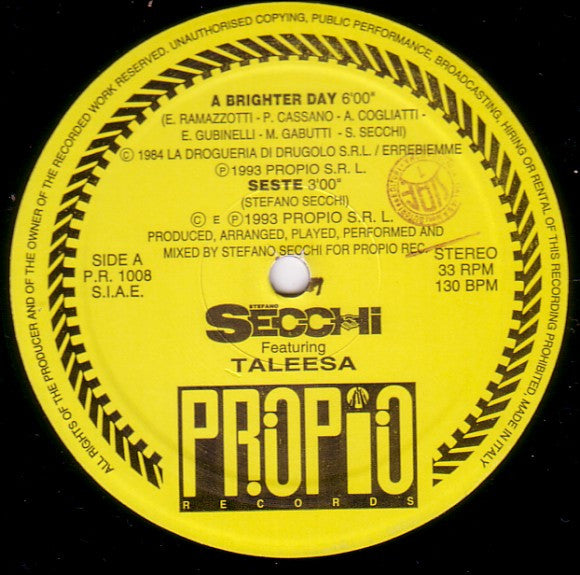 ALL RIGHTS OF THE PRODUCER AND OF THE OWNER OF THE RECORDED WORK RESERVED. UNAUTHORISED COPYING, PUBLIC PERFORMANCE, BROADCASTING, HIRING OR RENTAL OF THIS RECORDING PROHIBITED. MADE IN ITALY
A BRIGHTER DAY 6'00"
(E. RAMAZZOTTI - P. CASSANO - A. COGLIATTI -
E. GUBINELLI - M. GABUTTI - S. SECCHI)
© 1984 LA DROGUERIA DI DRUGOLO S.R.L. / ERREBIEMME
℗ 1993 PROPIO S. R. L.
SESTE 3'00"
(STEFANO SECCHI)
© E ℗ 1993 PROPIO S. R. L.
PRODUCED, ARRANGED, PLAYED, PERFORMED AND
MIXED BY STEFANO SECCHI FOR PROPIO REC.
SIDE A
P.R. 1008
S.I.A.E.
STEREO
33 RPM
130 BPM
STEFANO
SECCHI
Featuring
TALEESA
PROPIO
RECORD'S